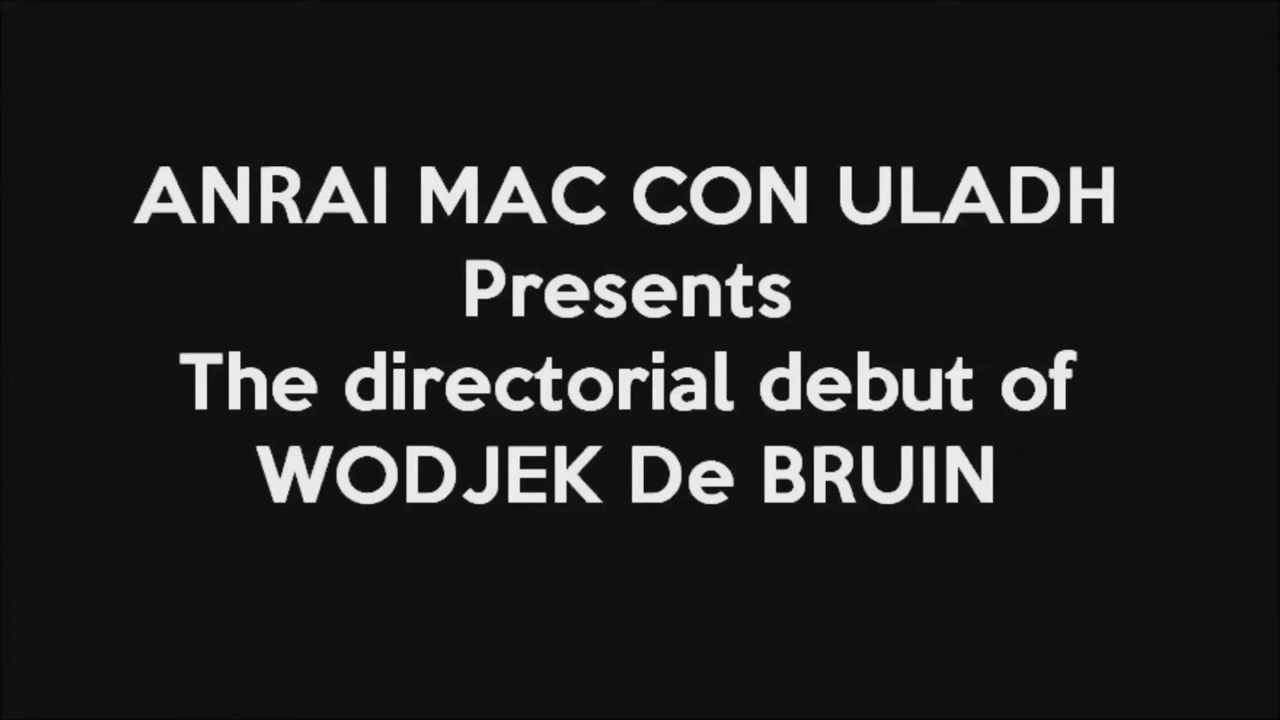 ANRAI MAC CON ULADH
Presents
The directorial debut of
WODJEK De BRUIN